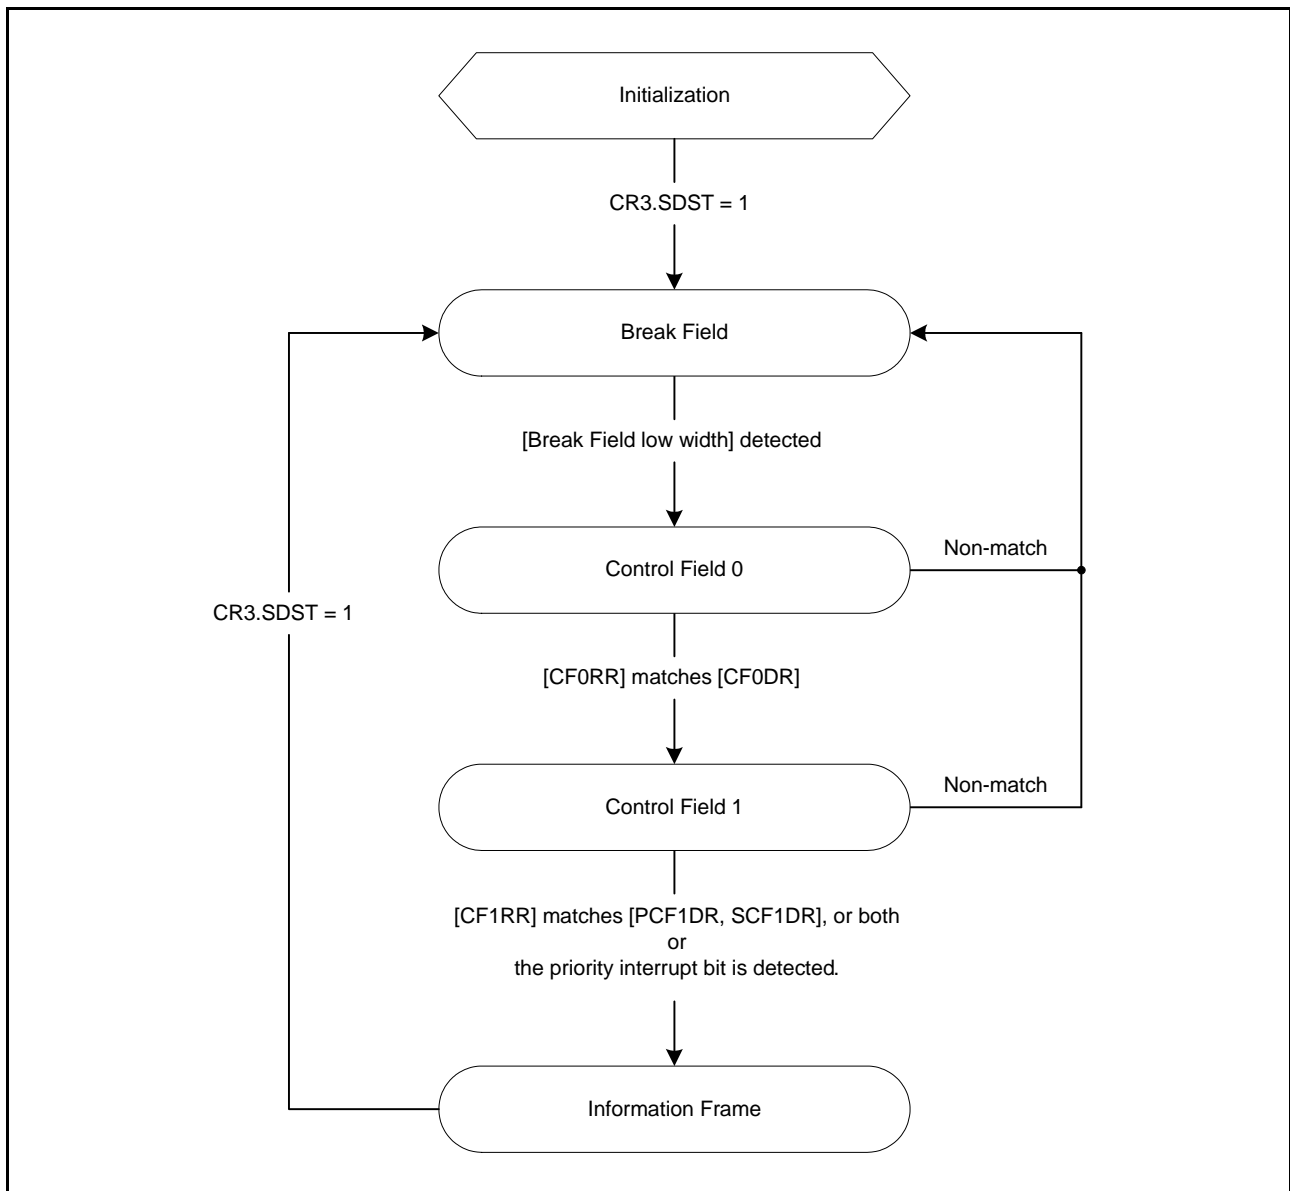 Initialization
CR3.SDST = 1
Break Field
[Break Field low width] detected
Control Field 0
Non-match
CR3.SDST = 1
[CF0RR] matches [CF0DR]
Control Field 1
Non-match
[CF1RR] matches [PCF1DR, SCF1DR], or both
or
the priority interrupt bit is detected.
Information Frame